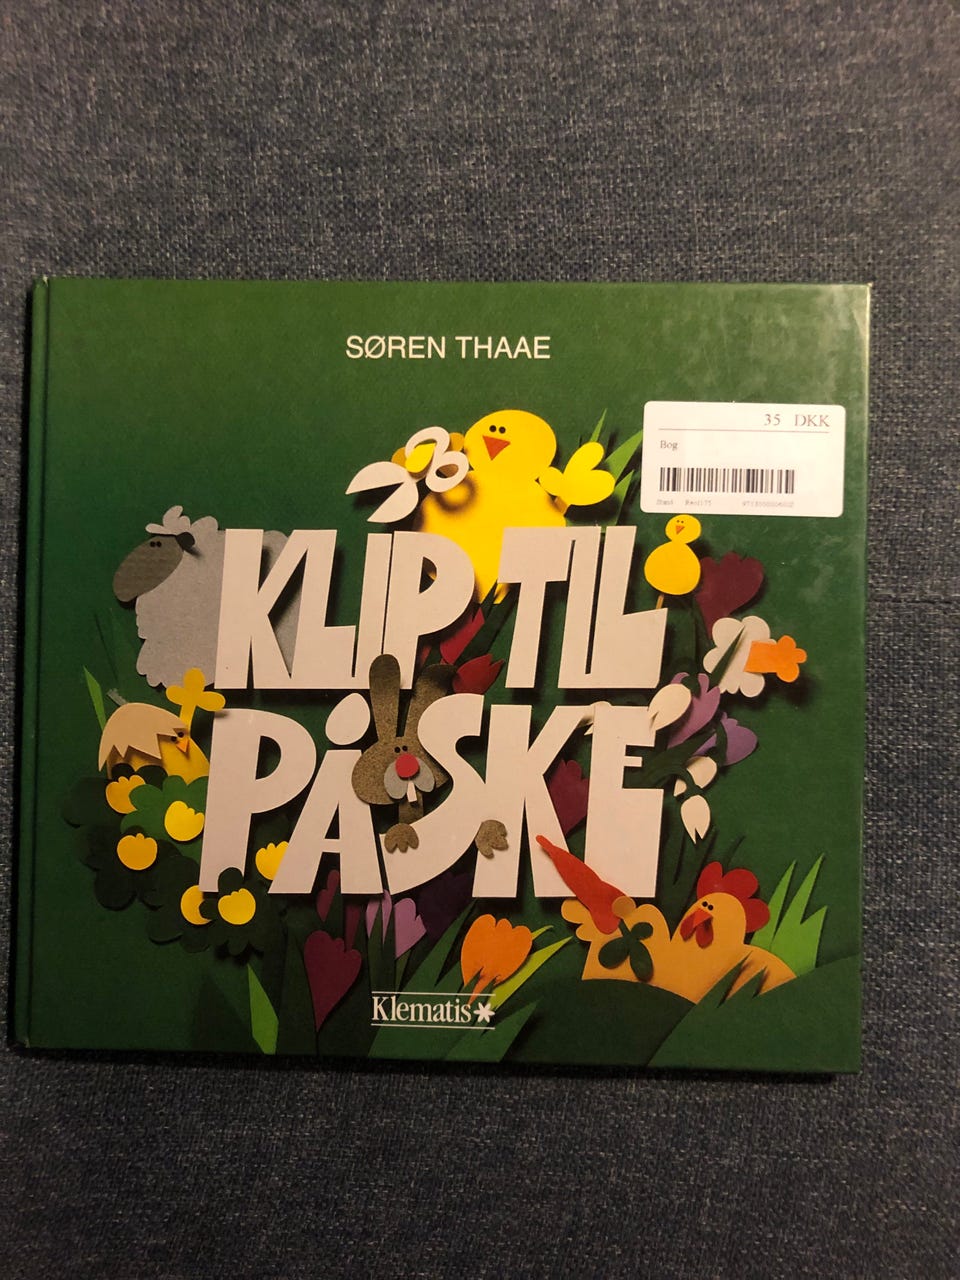 SØREN THAAE
35 DKK
Bog
KLIP TIL
PÅSKE
Klematis